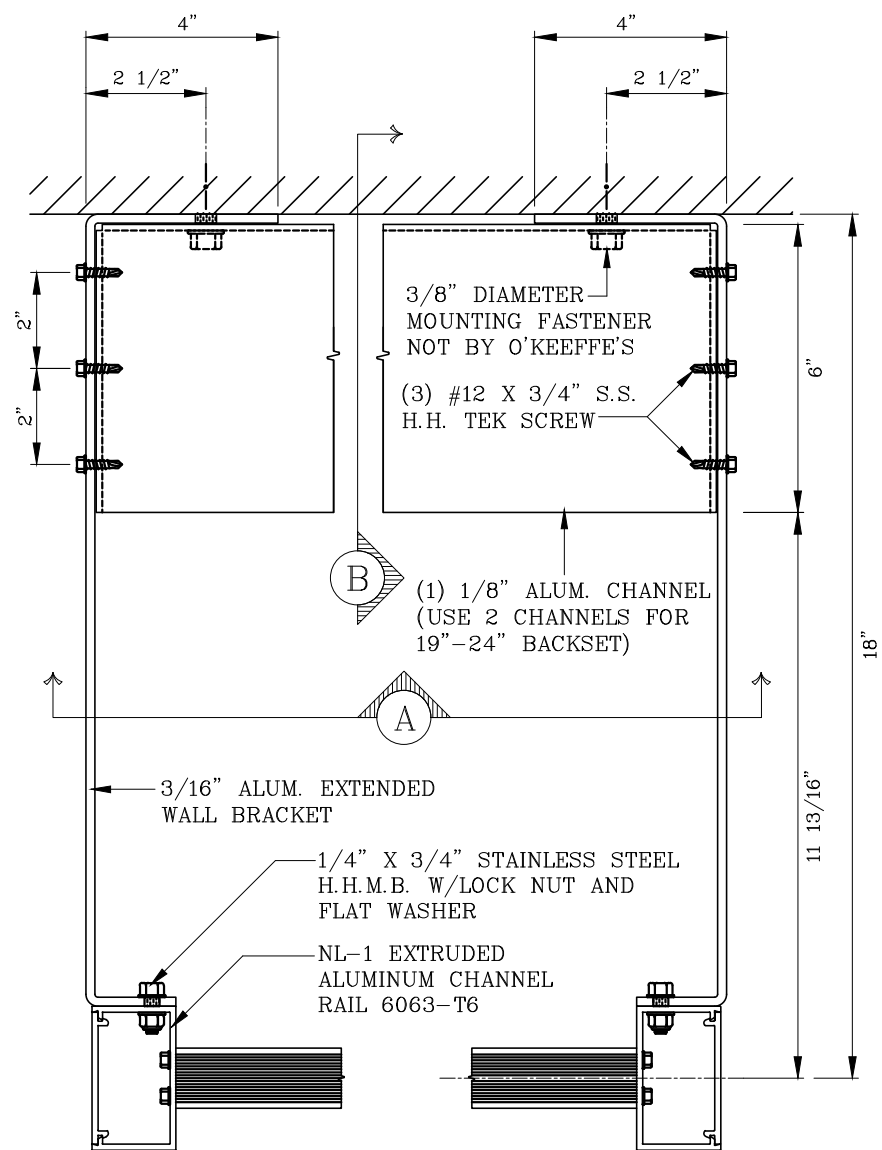 4”
4”
2 1/2”
2 1/2”
3/8” DIAMETER
MOUNTING FASTENER
NOT BY O’KEEFFE’S
2”
6”
(3) #12 X 3/4” S.S.
H.H. TEK SCREW
2”
B
(1) 1/8” ALUM. CHANNEL
(USE 2 CHANNELS FOR
19”-24” BACKSET)
18”
A
3/16” ALUM. EXTENDED
WALL BRACKET
11 13/16”
1/4” X 3/4” STAINLESS STEEL
H.H.M.B. W/LOCK NUT AND
FLAT WASHER
NL-1 EXTRUDED
ALUMINUM CHANNEL
RAIL 6063-T6